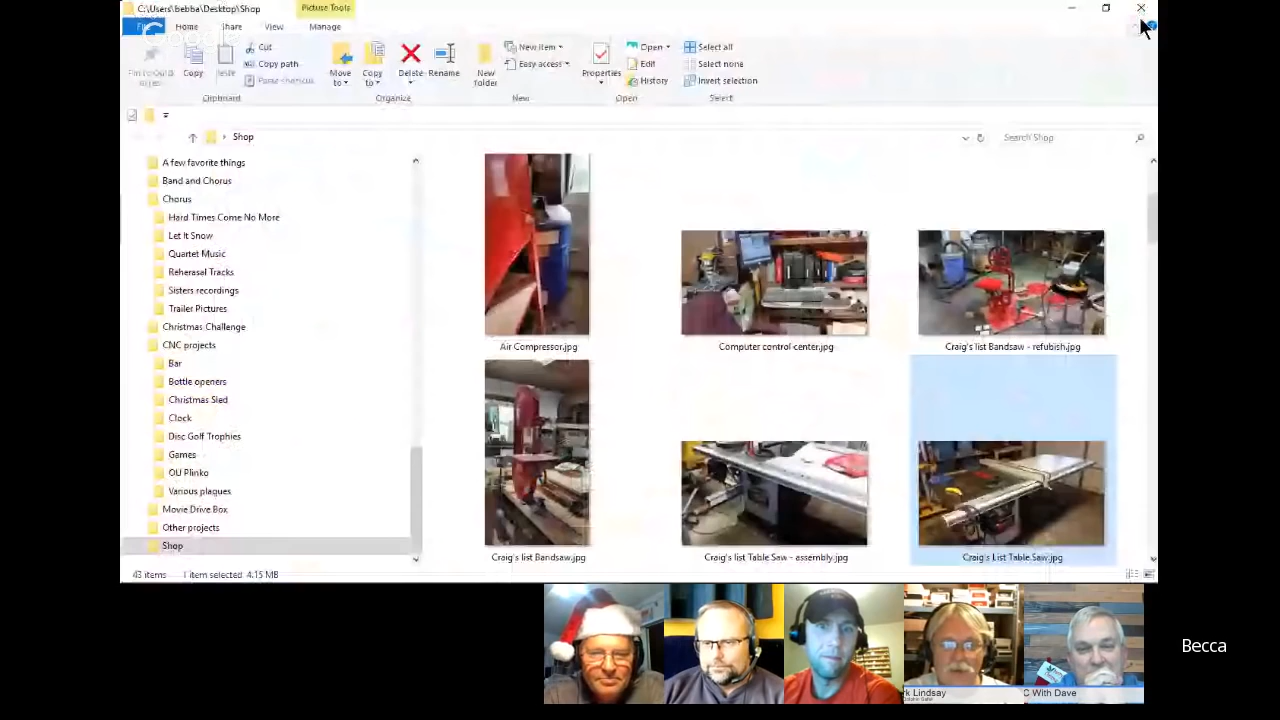 C:\Users\bebba\Desktop\Shop
Picture Tools
File
Home
Share
View
Manage
Google
Cut
Copy path
Paste shortcut
Copy
Paste
Move to
Copy to
Delete
Rename
New folder
New item
Easy access
Properties
Open
Edit
History
Select all
Select none
Invert selection
Clipboard
Organize
New
Open
Select
Shop
Search Shop
A few favorite things
Band and Chorus
Chorus
Hard Times Come No More
Let It Snow
Quartet Music
Reherasal Tracks
Sisters recordings
Trailer Pictures
Christmas Challenge
CNC projects
Bar
Bottle openers
Christmas Sled
Clock
Disc Golf Trophies
Games
OU Plinko
Various plaques
Movie Drive Box
Other projects
Shop
Air Compressor.jpg
Computer control center.jpg
Craig's list Bandsaw - refubish.jpg
Craig's list Bandsaw.jpg
Craig's list Table Saw - assembly.jpg
Craig's List Table Saw.jpg
43 items
1 item selected 4.15 MB
rk Lindsay
C With Dave
Becca